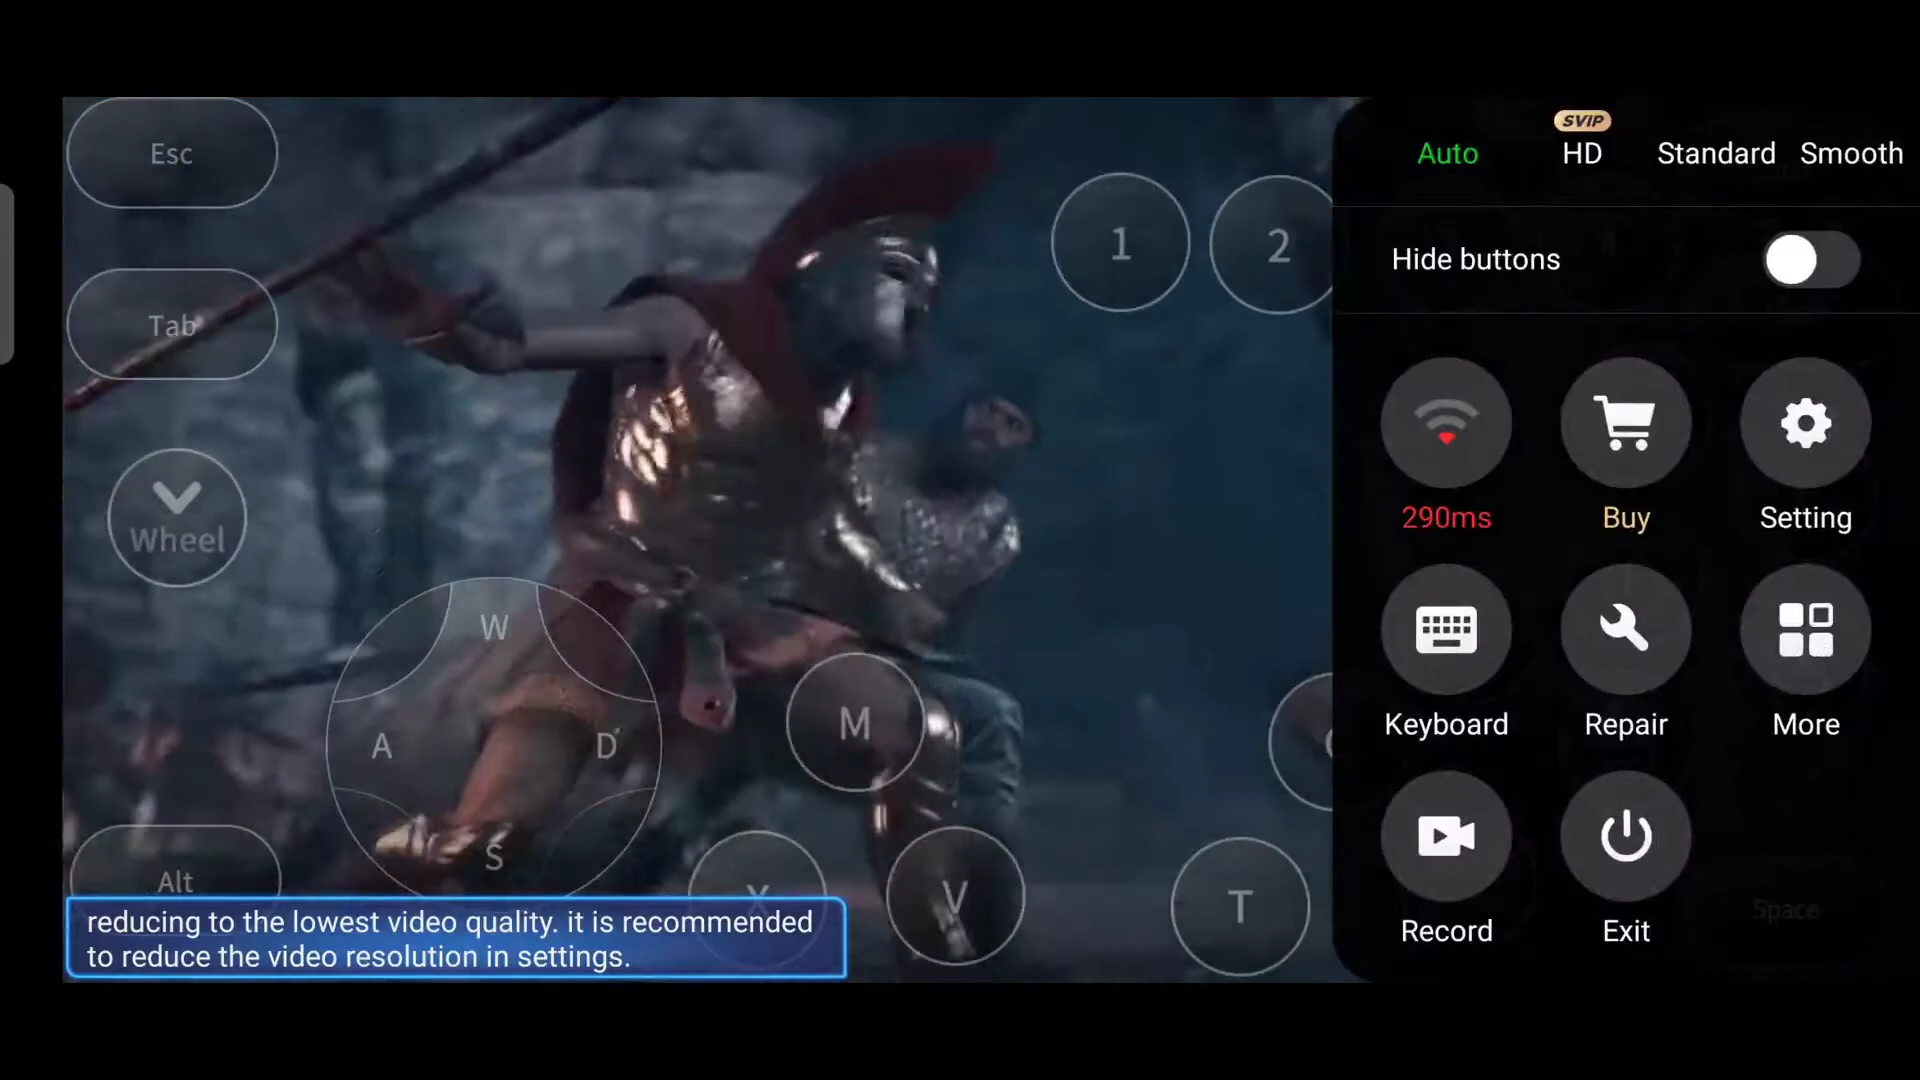 Esc
Tab
Wheel
W
A
D
S
Alt
X
M
V
T
1
2
SVIP
Auto
HD
Standard
Smooth
Hide buttons
290ms
Buy
Setting
Keyboard
Repair
More
Record
Exit
Space
reducing to the lowest video quality. it is recommended
to reduce the video resolution in settings.